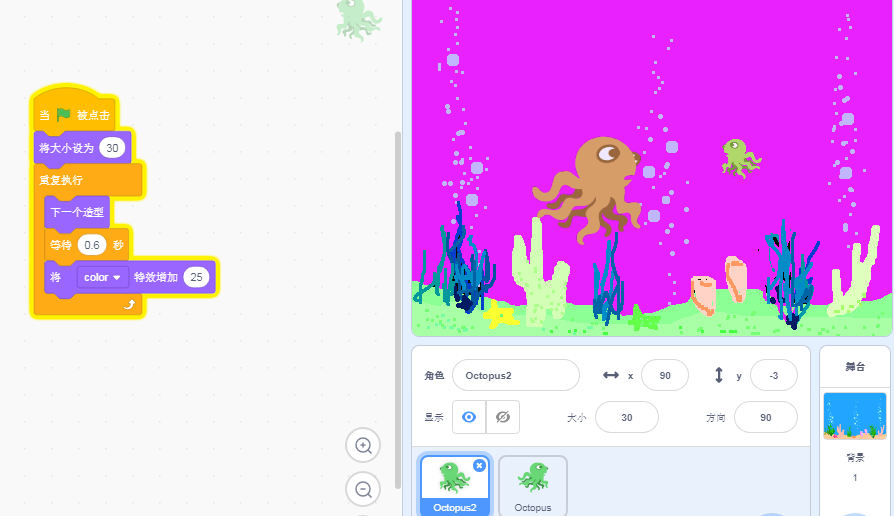 当 被点击
将大小设为 30
重复执行
下一个造型
等待 0.6 秒
将 color 特效增加 25
角色 Octopus2 x 90 y -3
显示 大小 30 方向 90
Octopus2 Octopus
舞台
背景
1